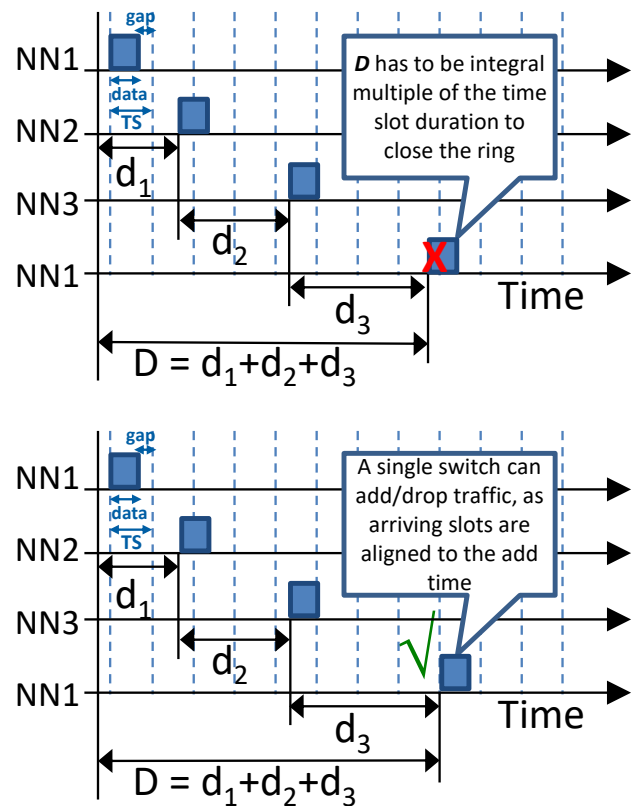 gap
NN1
data
TS
d₁
NN2
d₂
NN3
d₃
NN1
X
Time
D = d₁+d₂+d₃
D has to be integral
multiple of the time
slot duration to
close the ring
gap
NN1
data
TS
d₁
NN2
d₂
NN3
d₃
NN1
√
Time
D = d₁+d₂+d₃
A single switch can
add/drop traffic, as
arriving slots are
aligned to the add
time